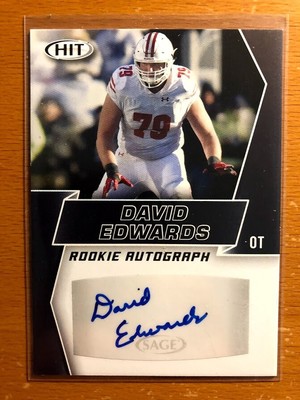 HIT
79
79
DAVID
EDWARDS
OT
ROOKIE AUTOGRAPH
David
Edwards
SAGE